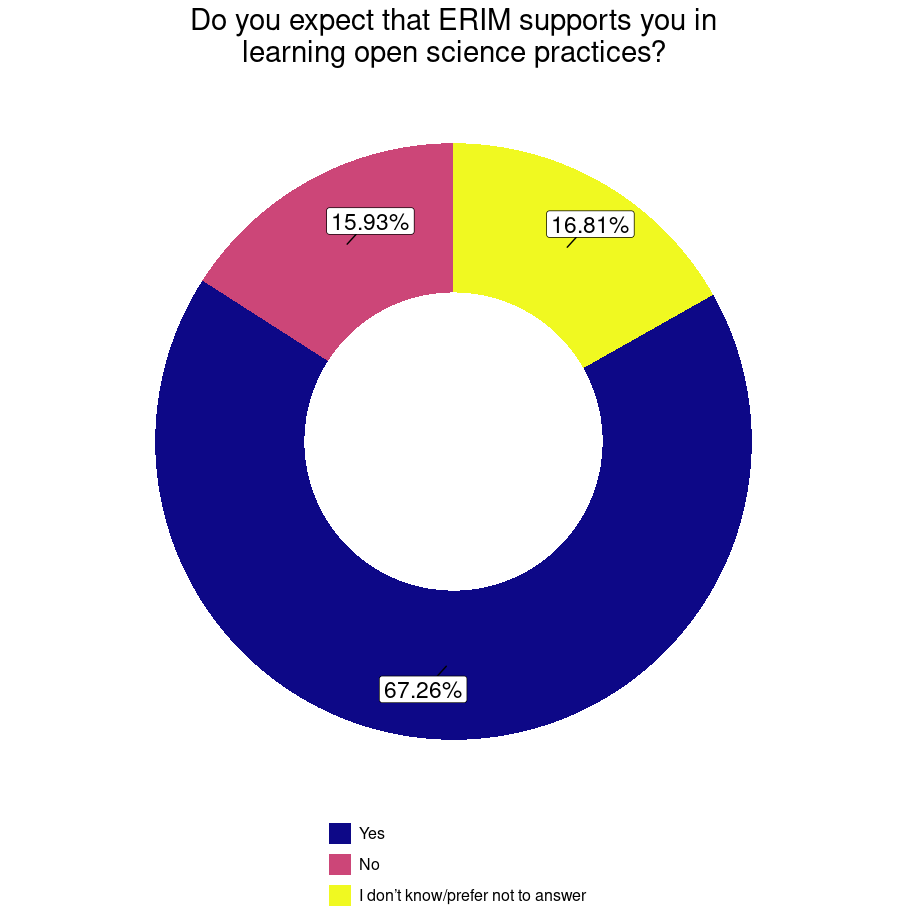 Do you expect that ERIM supports you in
learning open science practices?
15.93%
16.81%
67.26%
Yes
No
I don’t know/prefer not to answer